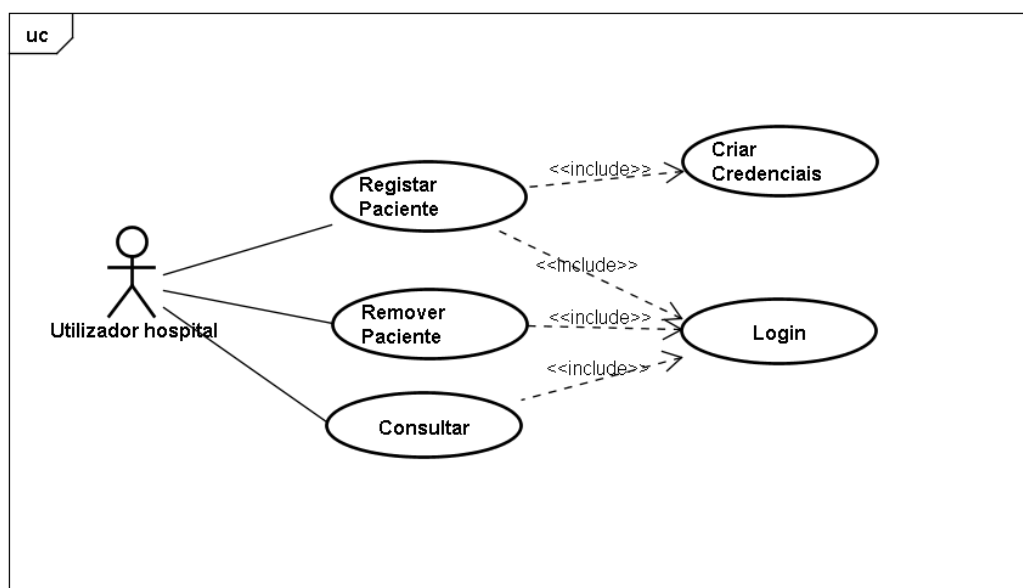 uc
Criar
Credenciais
<<include>>
Registar
Paciente
<<include>>
Utilizador hospital
Remover
Paciente
<<include>>
Login
<<include>>
Consultar